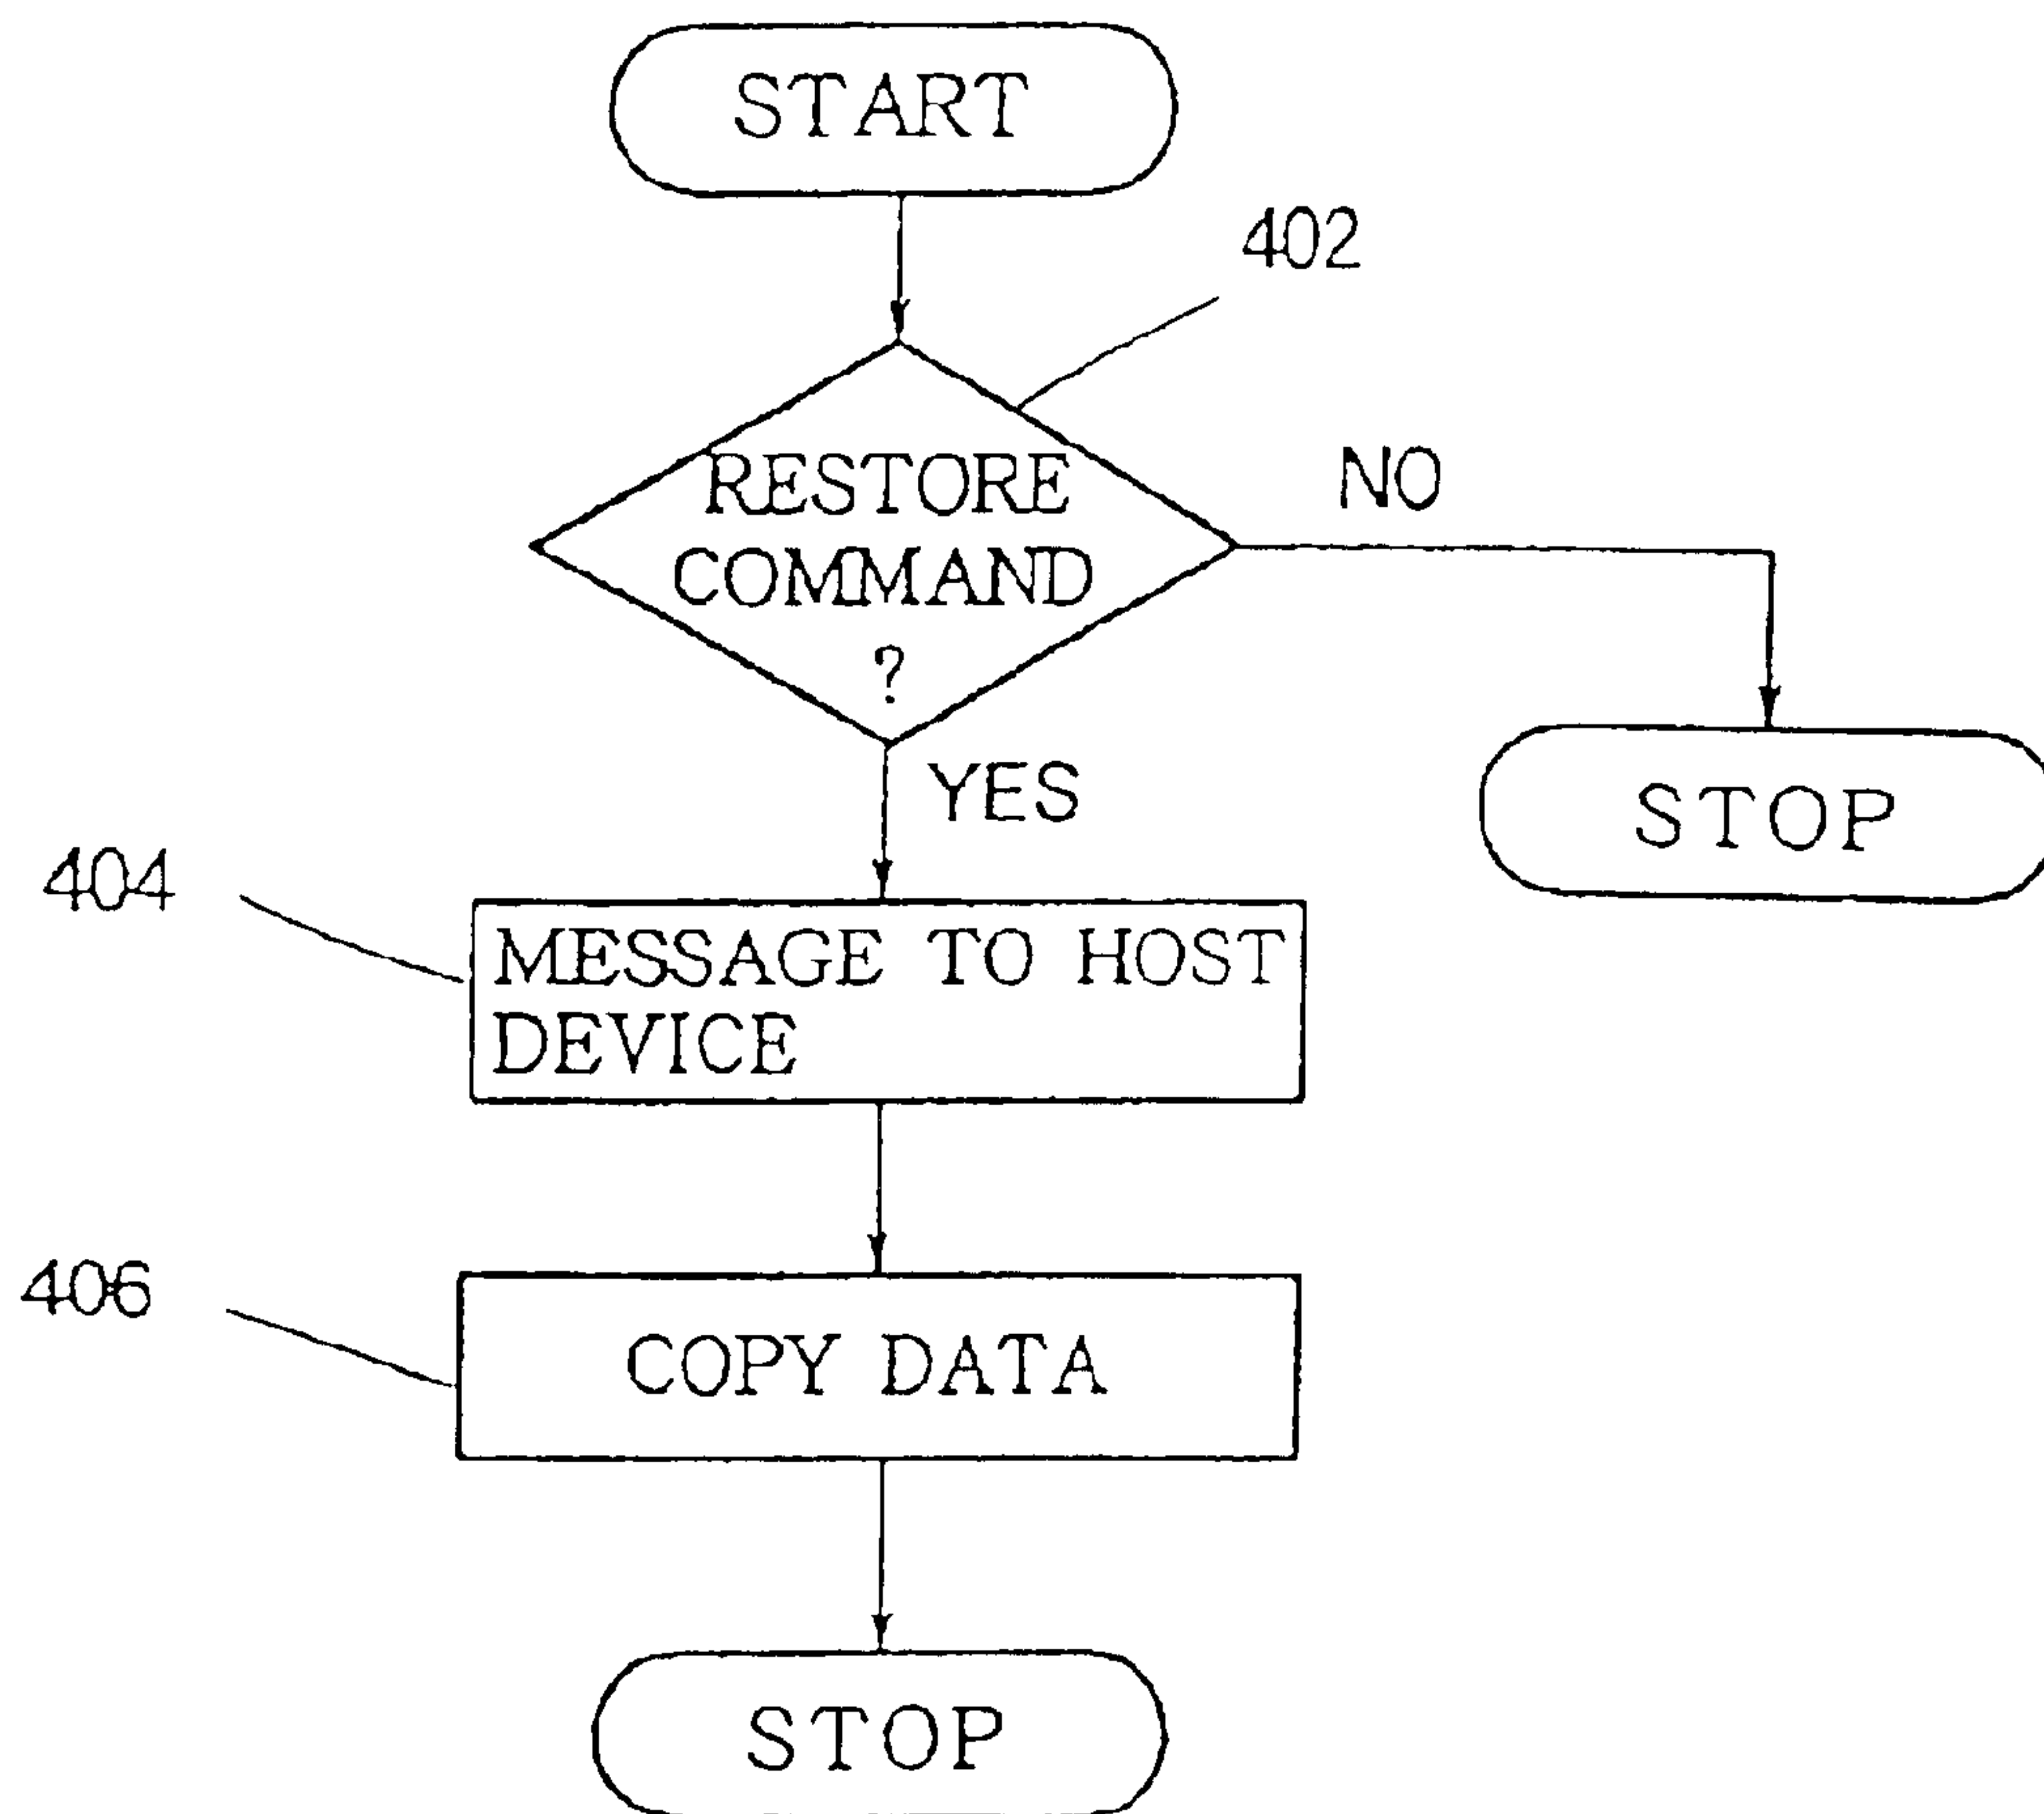 START
402
RESTORE
COMMAND
?
NO
YES
STOP
404
MESSAGE TO HOST
DEVICE
406
COPY DATA
STOP